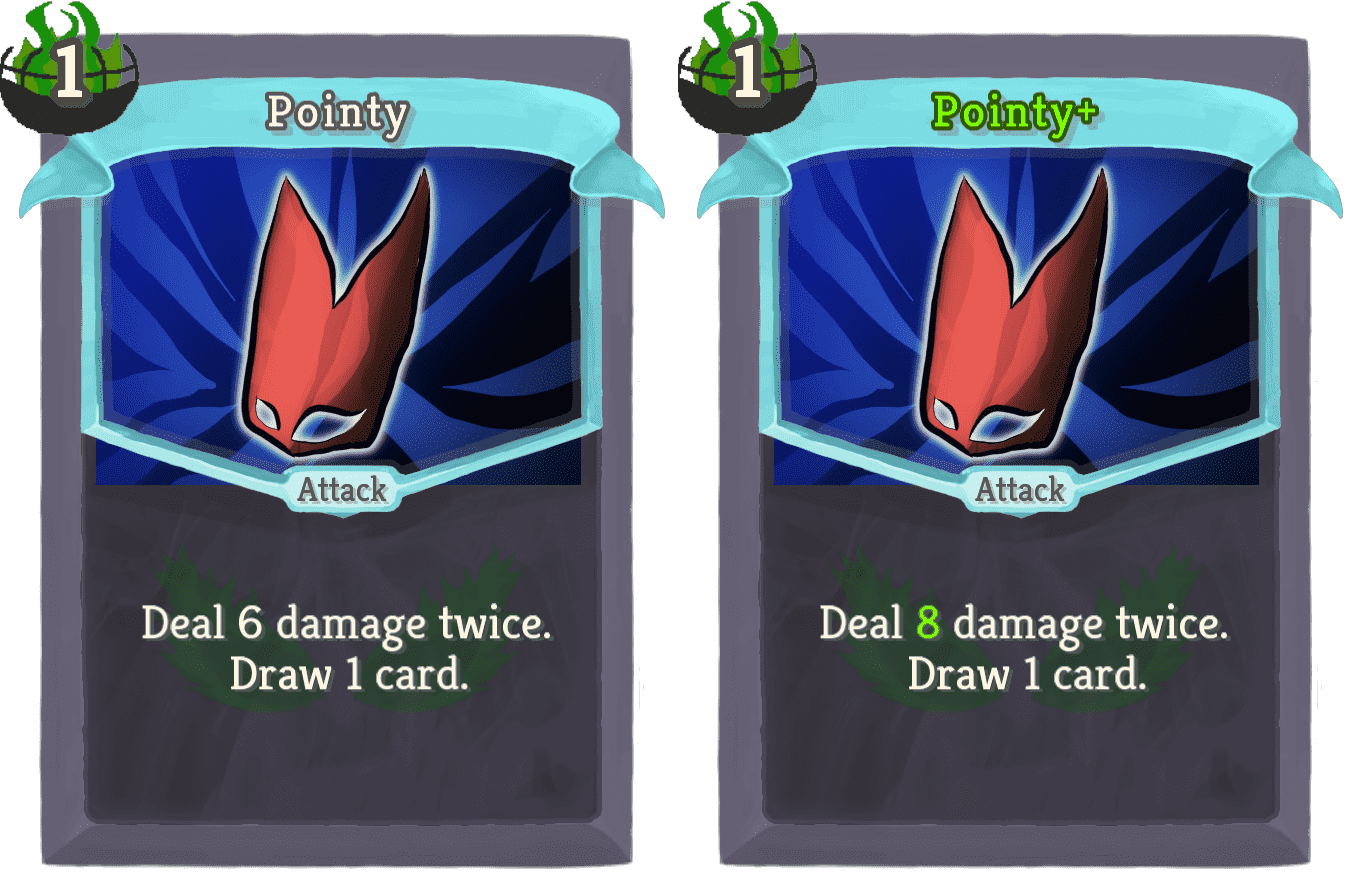 1
Pointy
Attack
Deal 6 damage twice.
Draw 1 card.
1
Pointy+
Attack
Deal 8 damage twice.
Draw 1 card.